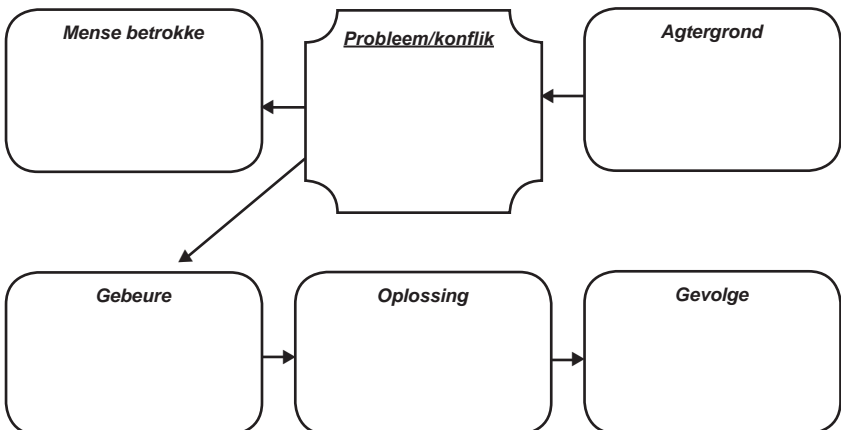 Mense betrokke
Probleem/konflik
Agtergrond
Gebeure
Oplossing
Gevolge